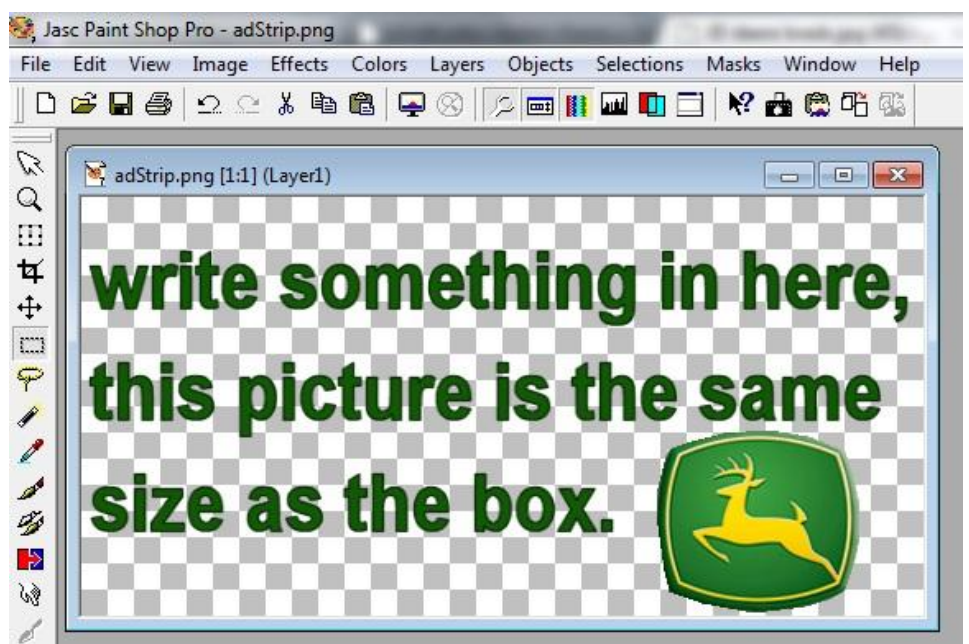 Jasc Paint Shop Pro - adStrip.png
File Edit View Image Effects Colors Layers Objects Selections Masks Window Help
adStrip.png [1:1] (Layer1)
write something in here,
this picture is the same
size as the box.